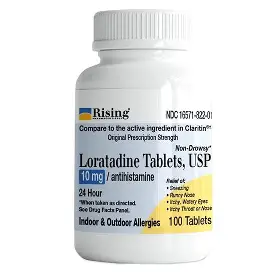 Rising®
NDC 16571-822-01
Compare to the active ingredient in Claritin®**
Original Prescription Strength
Non-Drowsy*
Loratadine Tablets, USP
10 mg / antihistamine
24 Hour
*When taken as directed.
See Drug Facts Panel.
Indoor & Outdoor Allergies
Relief of:
• Sneezing
• Runny Nose
• Itchy, Watery Eyes
• Itchy Throat or Nose
100 Tablets